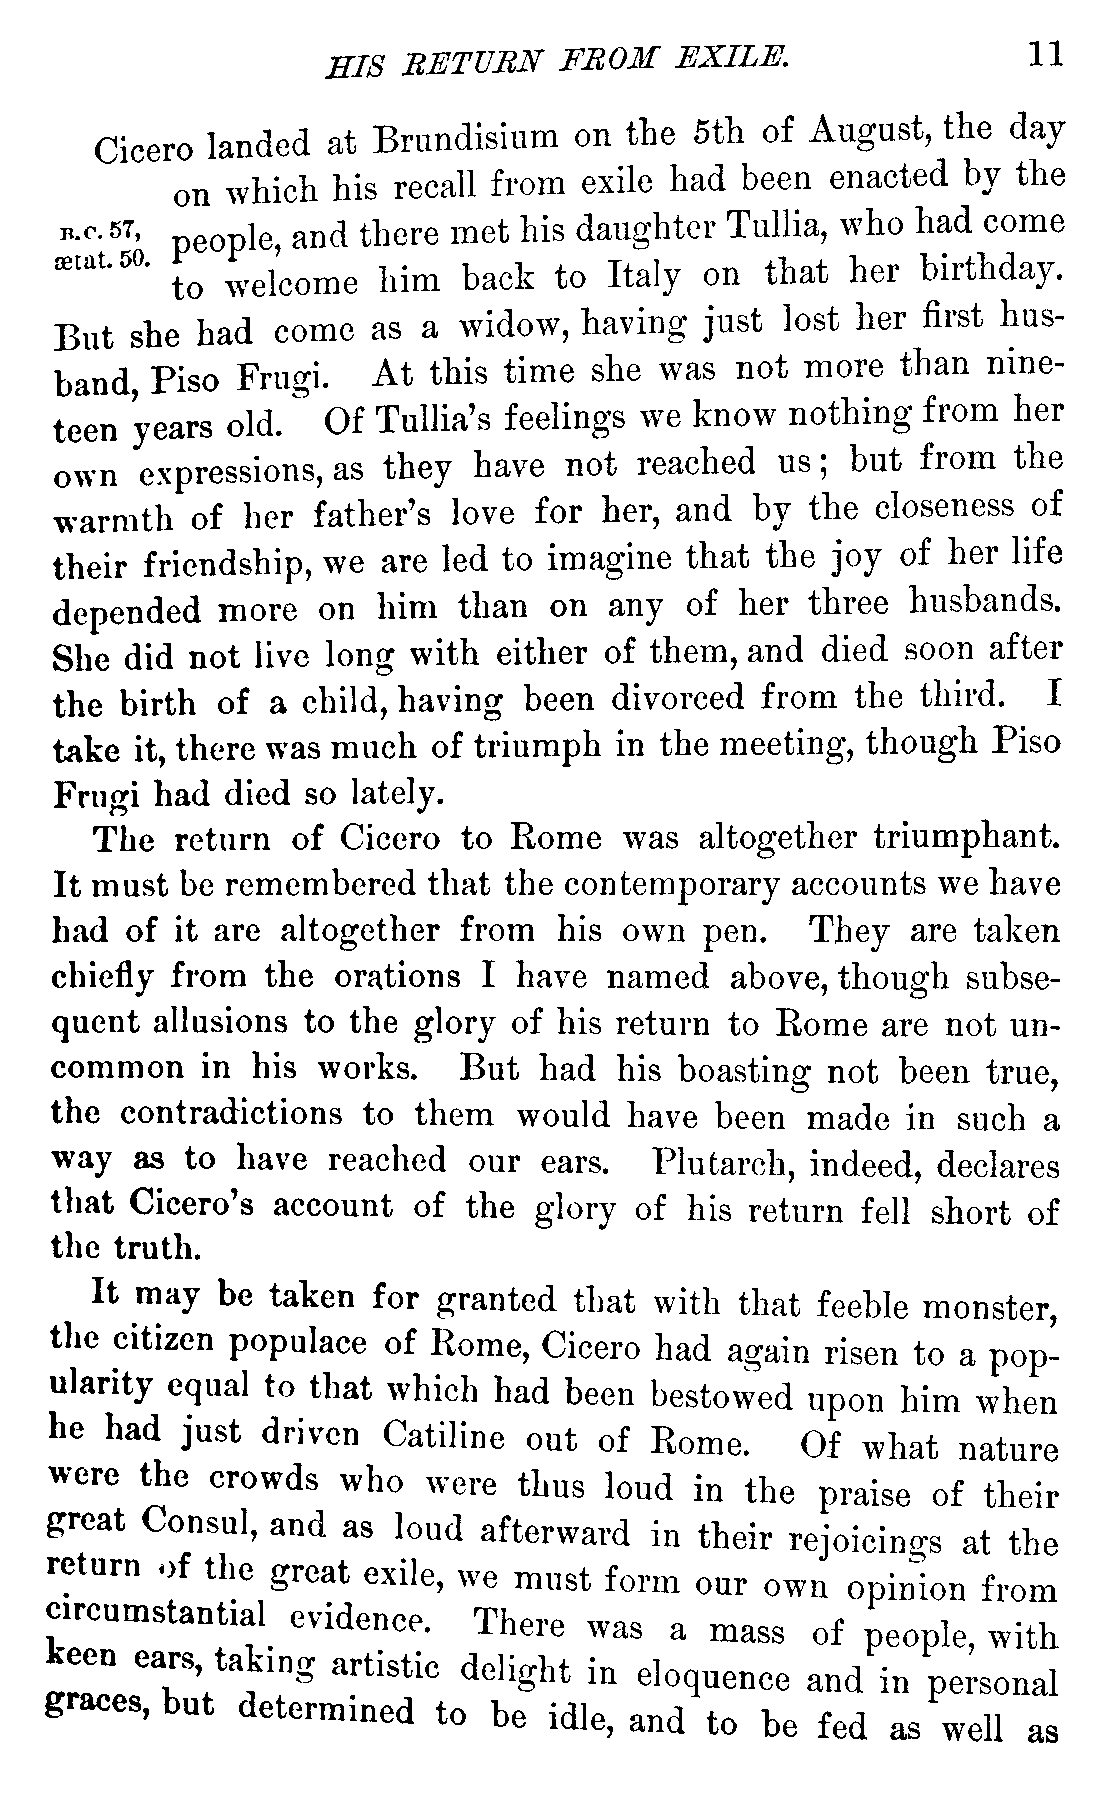 HIS RETURN FROM EXILE. 11
Cicero landed at Brundisium on the 5th of August, the day
on which his recall from exile had been enacted by the
B.C. 57,
ætat. 50.
people, and there met his daughter Tullia, who had come
to welcome him back to Italy on that her birthday.
But she had come as a widow, having just lost her first hus-
band, Piso Frugi. At this time she was not more than nine-
teen years old. Of Tullia's feelings we know nothing from her
own expressions, as they have not reached us; but from the
warmth of her father's love for her, and by the closeness of
their friendship, we are led to imagine that the joy of her life
depended more on him than on any of her three husbands.
She did not live long with either of them, and died soon after
the birth of a child, having been divorced from the third. I
take it, there was much of triumph in the meeting, though Piso
Frugi had died so lately.
The return of Cicero to Rome was altogether triumphant.
It must be remembered that the contemporary accounts we have
had of it are altogether from his own pen. They are taken
chiefly from the orations I have named above, though subse-
quent allusions to the glory of his return to Rome are not un-
common in his works. But had his boasting not been true,
the contradictions to them would have been made in such a
way as to have reached our ears. Plutarch, indeed, declares
that Cicero's account of the glory of his return fell short of
the truth.
It may be taken for granted that with that feeble monster,
the citizen populace of Rome, Cicero had again risen to a pop-
ularity equal to that which had been bestowed upon him when
he had just driven Catiline out of Rome. Of what nature
were the crowds who were thus loud in the praise of their
great Consul, and as loud afterward in their rejoicings at the
return of the great exile, we must form our own opinion from
circumstantial evidence. There was a mass of people, with
keen ears, taking artistic delight in eloquence and in personal
graces, but determined to be idle, and to be fed as well as